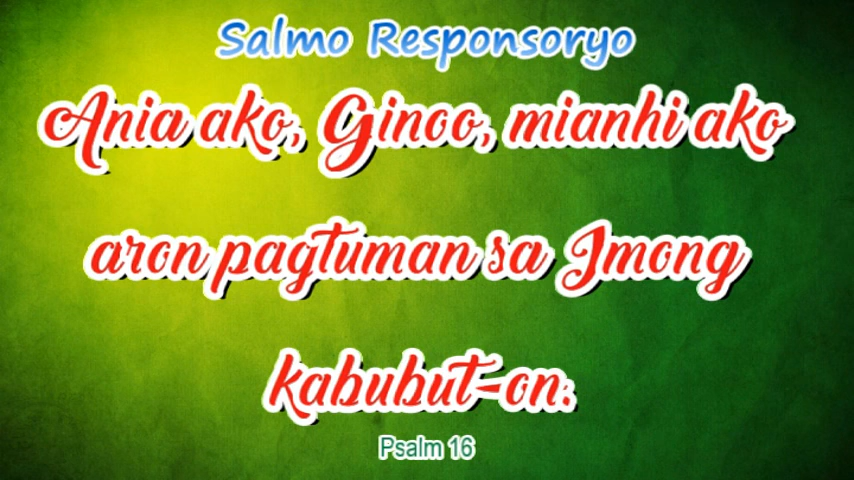 Salmo Responsoryo
Ania ako, Ginoo, mianhi ako
aron pagtuman sa Imong
kabubut-on.
Psalm 16